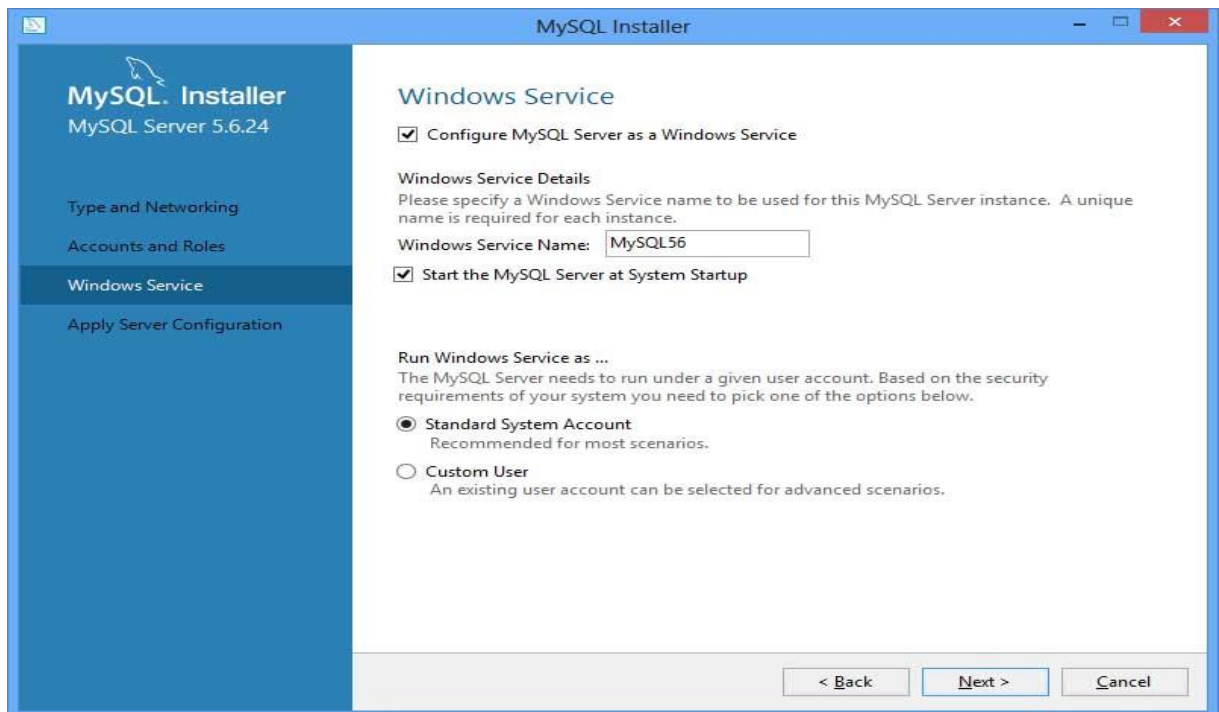 MySQL Installer
MySQL. Installer
MySQL Server 5.6.24
Type and Networking
Accounts and Roles
Windows Service
Apply Server Configuration
Windows Service
Configure MySQL Server as a Windows Service
Windows Service Details
Please specify a Windows Service name to be used for this MySQL Server instance. A unique
name is required for each instance.
Windows Service Name: MySQL56
Start the MySQL Server at System Startup
Run Windows Service as ...
The MySQL Server needs to run under a given user account. Based on the security
requirements of your system you need to pick one of the options below.
Standard System Account
Recommended for most scenarios.
Custom User
An existing user account can be selected for advanced scenarios.
< Back Next > Cancel